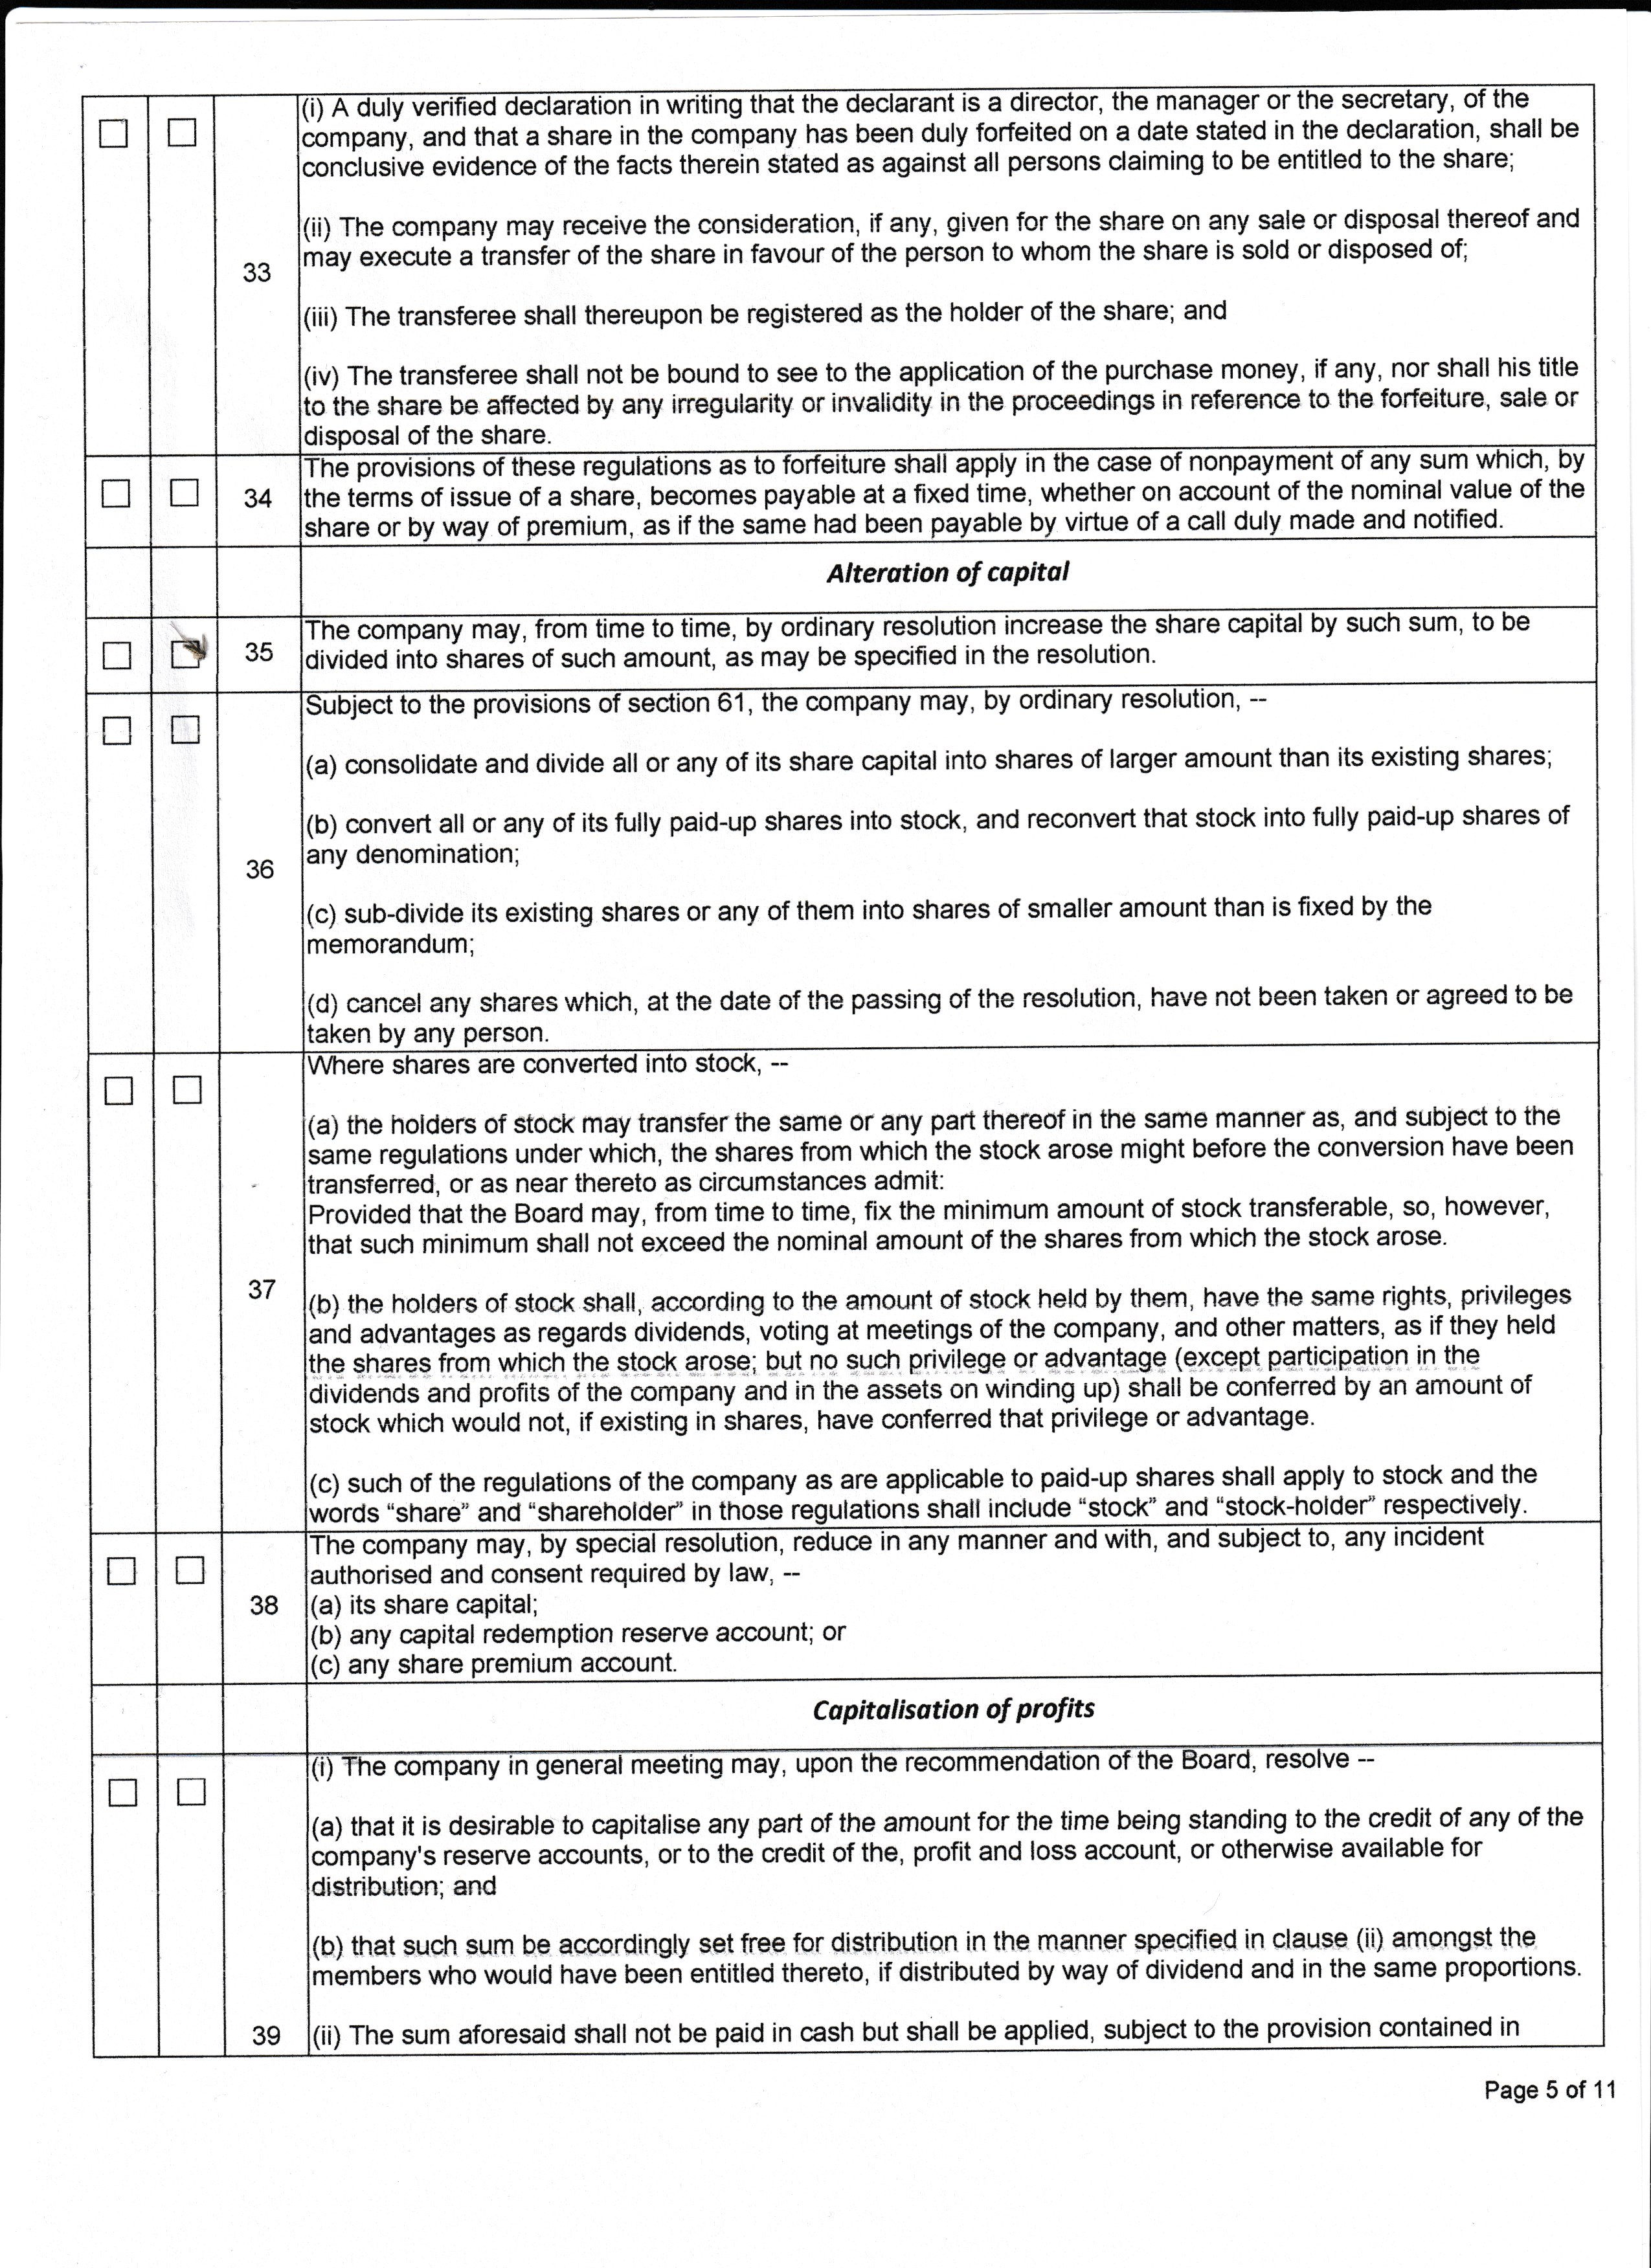 (i) A duly verified declaration in writing that the declarant is a director, the manager or the secretary, of the
company, and that a share in the company has been duly forfeited on a date stated in the declaration, shall be
conclusive evidence of the facts therein stated as against all persons claiming to be entitled to the share;
(ii) The company may receive the consideration, if any, given for the share on any sale or disposal thereof and
may execute a transfer of the share in favour of the person to whom the share is sold or disposed of;
33
(iii) The transferee shall thereupon be registered as the holder of the share; and
(iv) The transferee shall not be bound to see to the application of the purchase money, if any, nor shall his title
to the share be affected by any irregularity or invalidity in the proceedings in reference to the forfeiture, sale or
disposal of the share.
The provisions of these regulations as to forfeiture shall apply in the case of nonpayment of any sum which, by
34 the terms of issue of a share, becomes payable at a fixed time, whether on account of the nominal value of the
share or by way of premium, as if the same had been payable by virtue of a call duly made and notified.
Alteration of capital
35 The company may, from time to time, by ordinary resolution increase the share capital by such sum, to be
divided into shares of such amount, as may be specified in the resolution.
Subject to the provisions of section 61, the company may, by ordinary resolution, --
(a) consolidate and divide all or any of its share capital into shares of larger amount than its existing shares;
(b) convert all or any of its fully paid-up shares into stock, and reconvert that stock into fully paid-up shares of
any denomination;
36
(c) sub-divide its existing shares or any of them into shares of smaller amount than is fixed by the
memorandum;
(d) cancel any shares which, at the date of the passing of the resolution, have not been taken or agreed to be
taken by any person.
Where shares are converted into stock, --
(a) the holders of stock may transfer the same or any part thereof in the same manner as, and subject to the
same regulations under which, the shares from which the stock arose might before the conversion have been
transferred, or as near thereto as circumstances admit:
Provided that the Board may, from time to time, fix the minimum amount of stock transferable, so, however,
that such minimum shall not exceed the nominal amount of the shares from which the stock arose.
37
(b) the holders of stock shall, according to the amount of stock held by them, have the same rights, privileges
and advantages as regards dividends, voting at meetings of the company, and other matters, as if they held
the shares from which the stock arose; but no such privilege or advantage (except participation in the
dividends and profits of the company and in the assets on winding up) shall be conferred by an amount of
stock which would not, if existing in shares, have conferred that privilege or advantage.
(c) such of the regulations of the company as are applicable to paid-up shares shall apply to stock and the
words “share” and “shareholder” in those regulations shall include “stock” and “stock-holder” respectively.
The company may, by special resolution, reduce in any manner and with, and subject to, any incident
authorised and consent required by law, --
38 (a) its share capital;
(b) any capital redemption reserve account; or
(c) any share premium account.
Capitalisation of profits
(i) The company in general meeting may, upon the recommendation of the Board, resolve --
(a) that it is desirable to capitalise any part of the amount for the time being standing to the credit of any of the
company's reserve accounts, or to the credit of the, profit and loss account, or otherwise available for
distribution; and
(b) that such sum be accordingly set free for distribution in the manner specified in clause (ii) amongst the
members who would have been entitled thereto, if distributed by way of dividend and in the same proportions.
39 (ii) The sum aforesaid shall not be paid in cash but shall be applied, subject to the provision contained in
Page 5 of 11